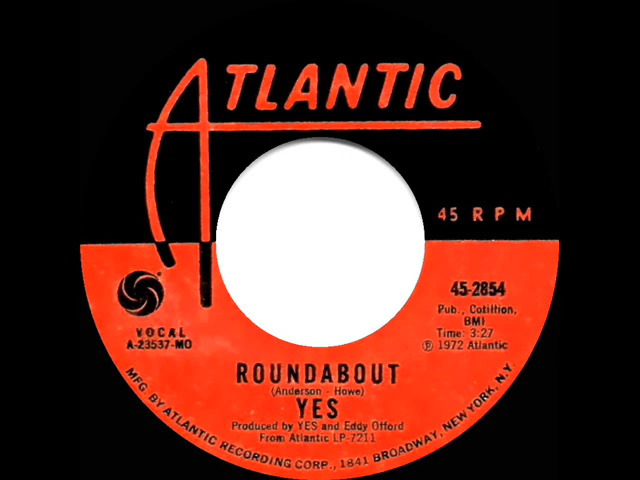 ATLANTIC
45 RPM
45-2854
Pub., Cotillion,
BMI
Time: 3:27
℗ 1972 Atlantic
VOCAL
A-23537-MO
ROUNDABOUT
(Anderson - Howe)
YES
Produced by YES and Eddy Offord
From Atlantic LP-7211
MFG. BY ATLANTIC RECORDING CORP., 1841 BROADWAY, NEW YORK, N.Y.